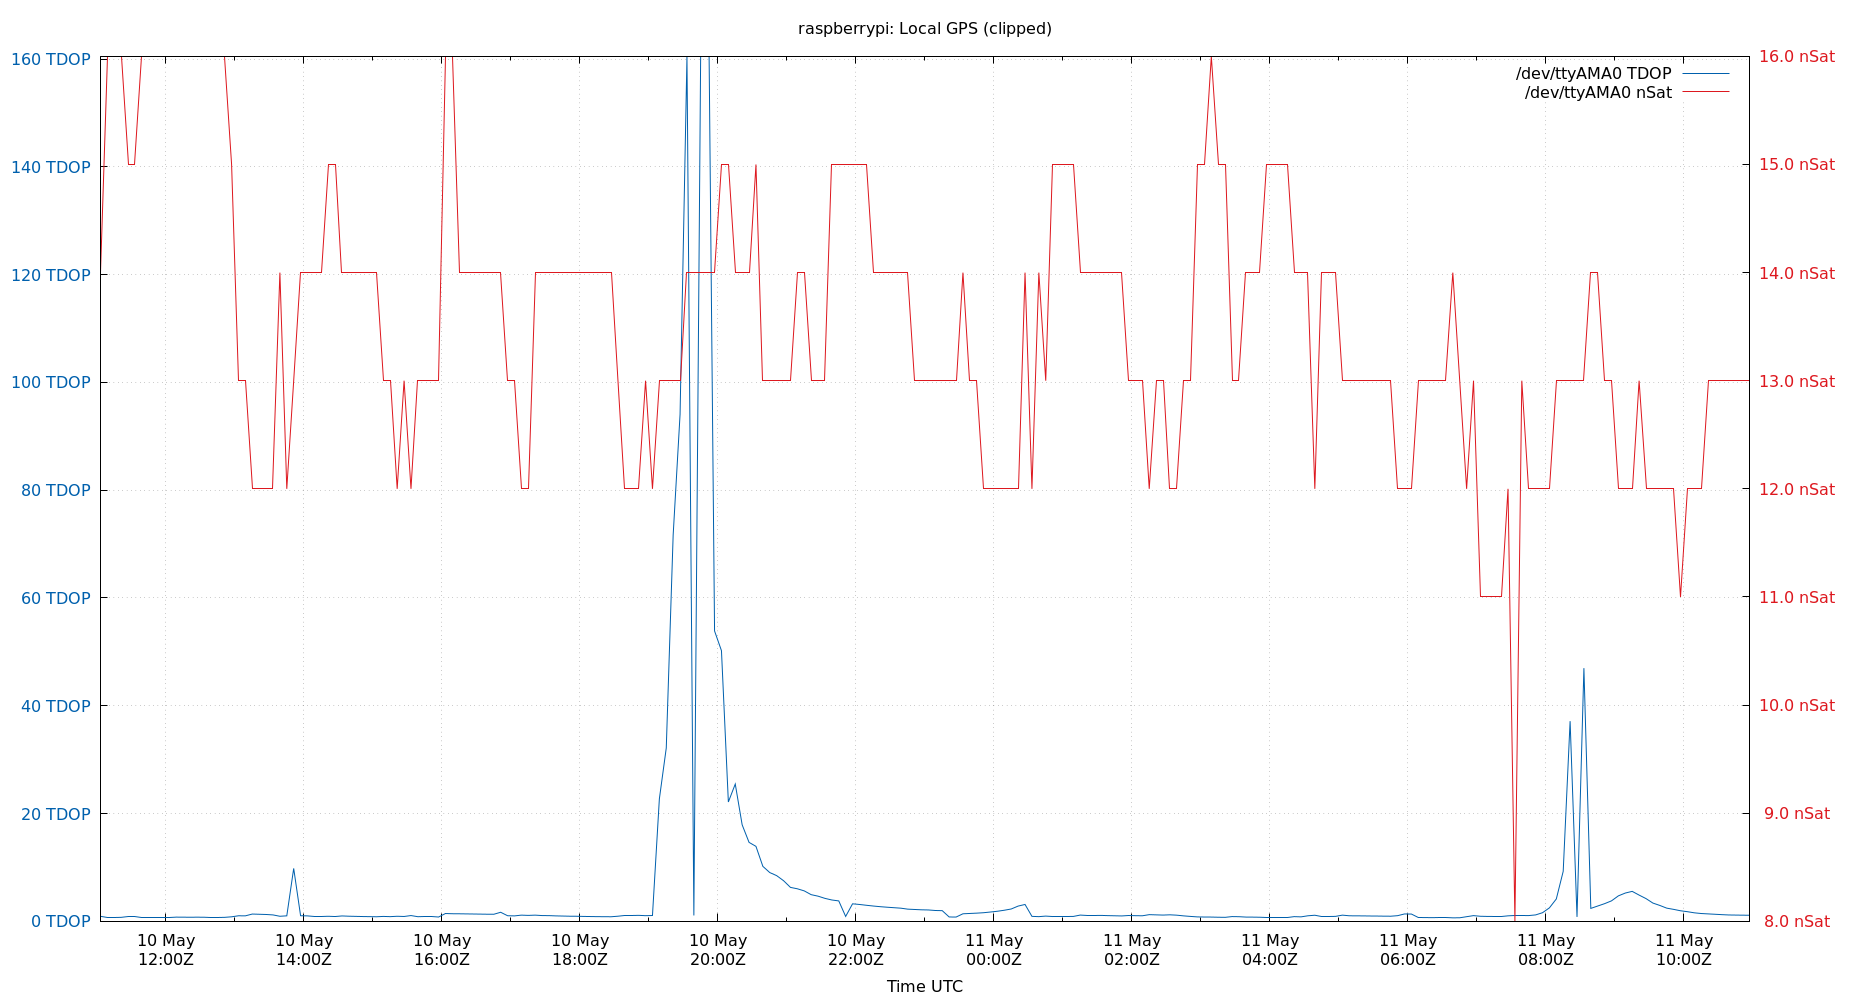 raspberrypi: Local GPS (clipped)
160 TDOP
140 TDOP
120 TDOP
100 TDOP
80 TDOP
60 TDOP
40 TDOP
20 TDOP
0 TDOP
16.0 nSat
15.0 nSat
14.0 nSat
13.0 nSat
12.0 nSat
11.0 nSat
10.0 nSat
9.0 nSat
8.0 nSat
/dev/ttyAMA0 TDOP
/dev/ttyAMA0 nSat
10 May
12:00Z
10 May
14:00Z
10 May
16:00Z
10 May
18:00Z
10 May
20:00Z
10 May
22:00Z
11 May
00:00Z
11 May
02:00Z
11 May
04:00Z
11 May
06:00Z
11 May
08:00Z
11 May
10:00Z
Time UTC